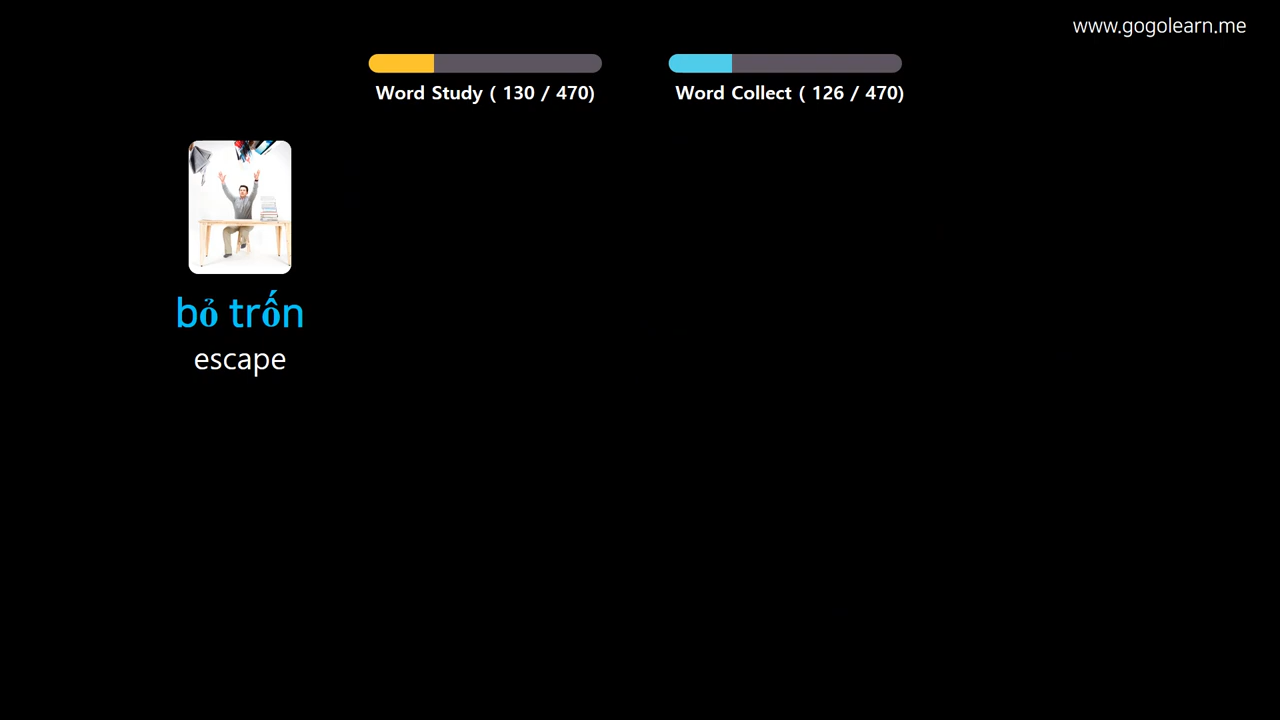 www.gogolearn.me
Word Study ( 130 / 470)
Word Collect ( 126 / 470)
bỏ trốn
escape